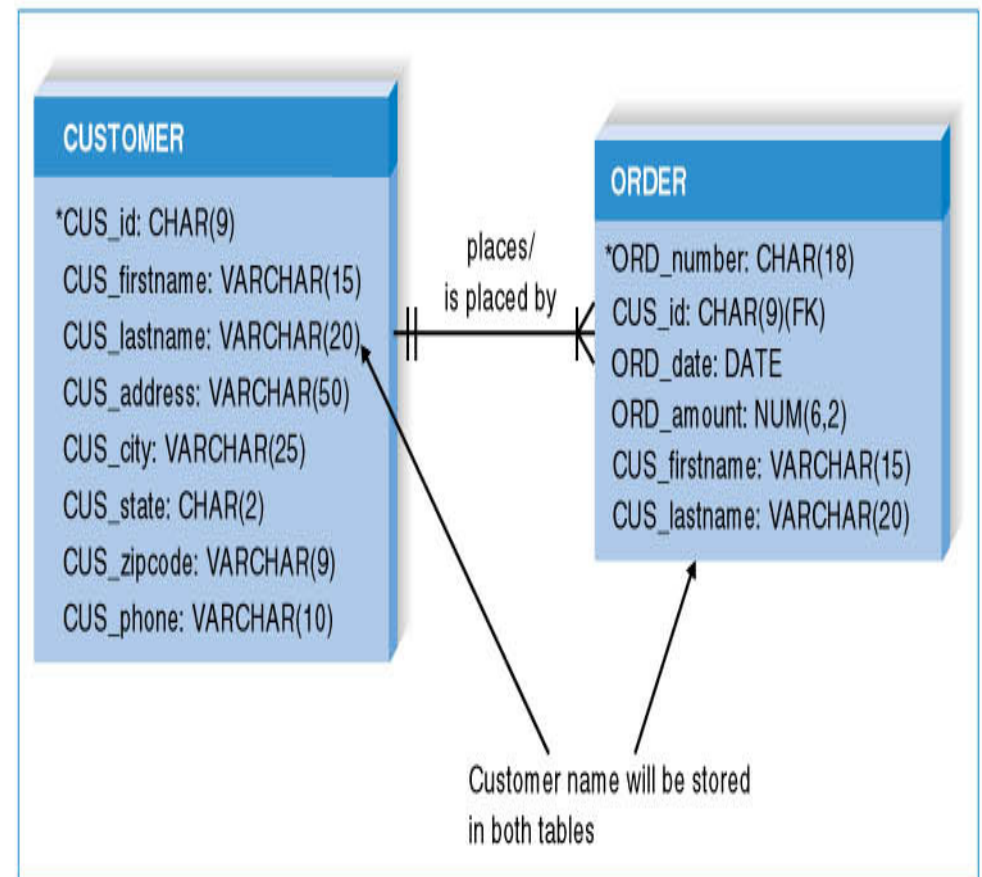 CUSTOMER
*CUS_id: CHAR(9)
CUS_firstname: VARCHAR(15)
CUS_lastname: VARCHAR(20)
CUS_address: VARCHAR(50)
CUS_city: VARCHAR(25)
CUS_state: CHAR(2)
CUS_zipcode: VARCHAR(9)
CUS_phone: VARCHAR(10)
places/
is placed by
ORDER
*ORD_number: CHAR(18)
CUS_id: CHAR(9)(FK)
ORD_date: DATE
ORD_amount: NUM(6,2)
CUS_firstname: VARCHAR(15)
CUS_lastname: VARCHAR(20)
Customer name will be stored
in both tables